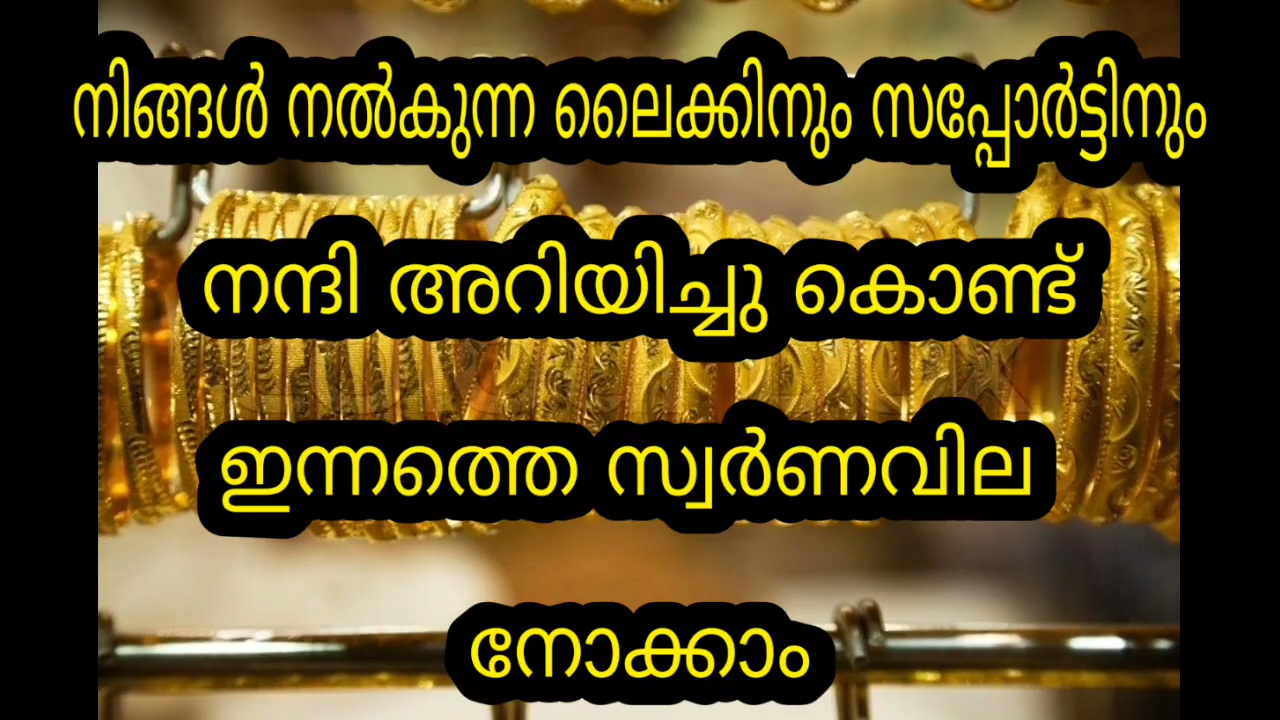 നിങ്ങൾ നൽകുന്ന ലൈക്കിനും സപ്പോർട്ടിനും
നന്ദി അറിയിച്ചു കൊണ്ട്
ഇന്നത്തെ സ്വർണവില
നോക്കാം